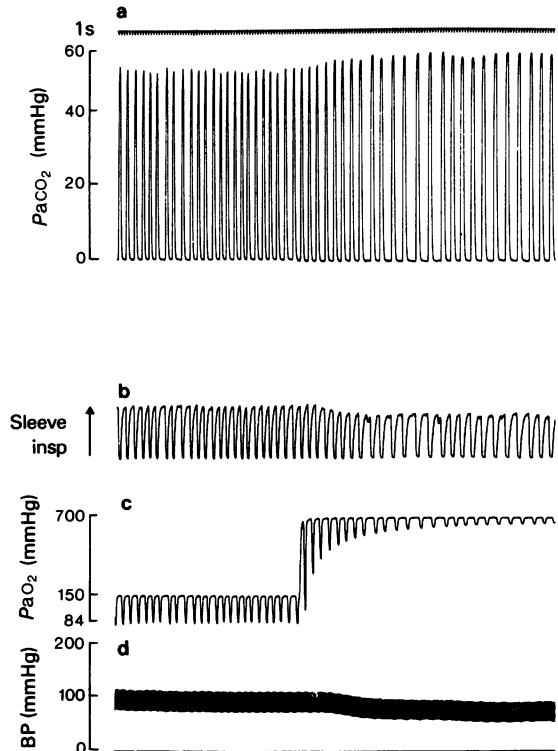 a
1s
60
40
20
0
PaCO2 (mmHg)
b
Sleeve
insp
c
PaO2 (mmHg)
700
150
84
d
BP (mmHg)
200
100
0